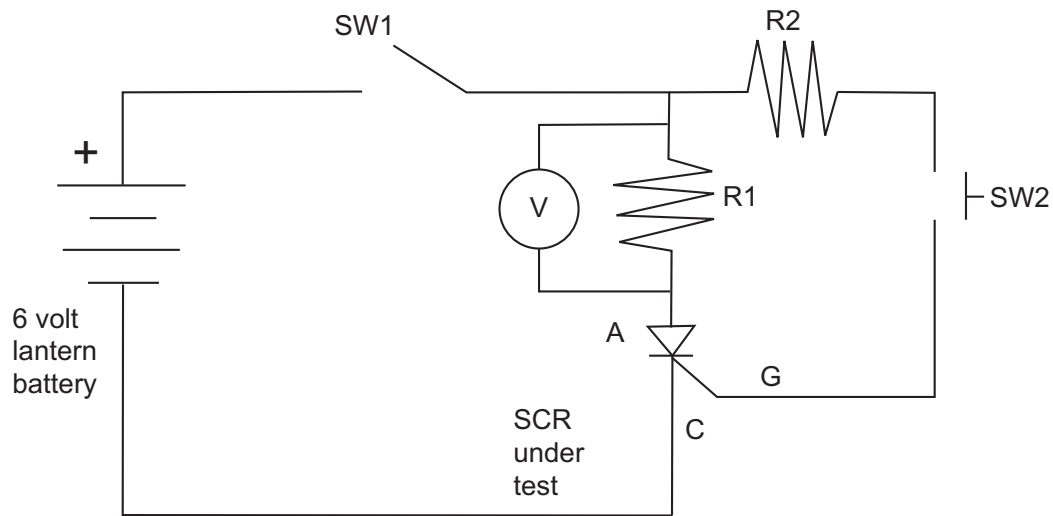 SW1
R2
+
V
R1
SW2
6 volt
lantern
battery
A
G
C
SCR
under
test